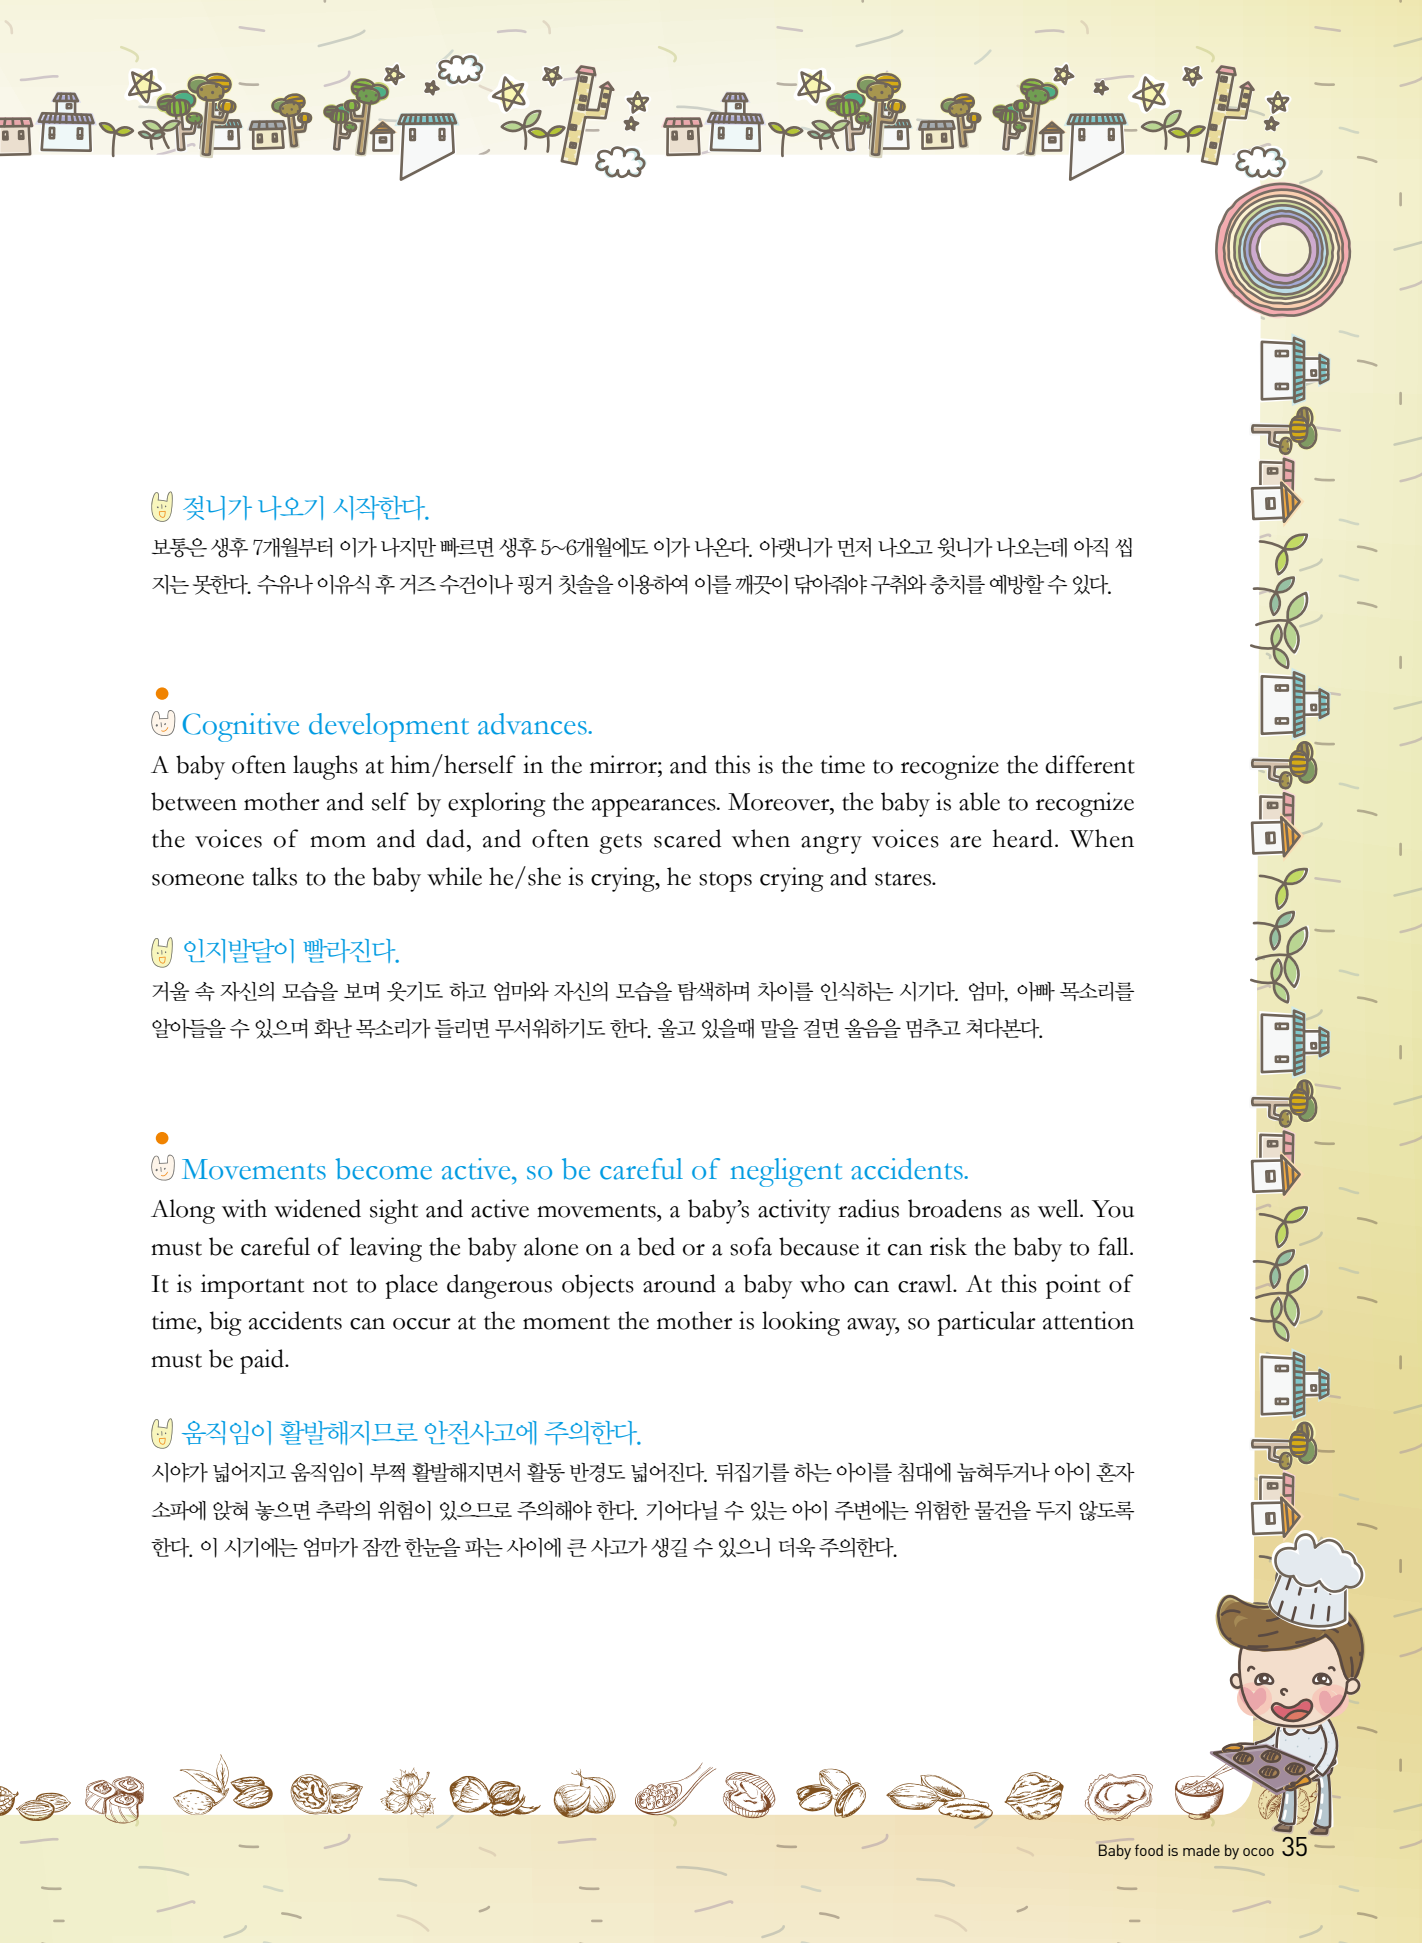 젖니가 나오기 시작한다.
보통은 생후 7개월부터 이가 나지만 빠르면 생후 5~6개월에도 이가 나온다. 아랫니가 먼저 나오고 윗니가 나오는데 아직 씹
지는 못한다. 수유나 이유식 후 거즈 수건이나 핑거 칫솔을 이용하여 이를 깨끗이 닦아줘야 구취와 충치를 예방할 수 있다.
Cognitive development advances.
A baby often laughs at him/herself in the mirror; and this is the time to recognize the different
between mother and self by exploring the appearances. Moreover, the baby is able to recognize
the voices of mom and dad, and often gets scared when angry voices are heard. When
someone talks to the baby while he/she is crying, he stops crying and stares.
인지발달이 빨라진다.
거울 속 자신의 모습을 보며 웃기도 하고 엄마와 자신의 모습을 탐색하며 차이를 인식하는 시기다. 엄마, 아빠 목소리를
알아들을 수 있으며 화난 목소리가 들리면 무서워하기도 한다. 울고 있을때 말을 걸면 울음을 멈추고 쳐다본다.
Movements become active, so be careful of negligent accidents.
Along with widened sight and active movements, a baby’s activity radius broadens as well. You
must be careful of leaving the baby alone on a bed or a sofa because it can risk the baby to fall.
It is important not to place dangerous objects around a baby who can crawl. At this point of
time, big accidents can occur at the moment the mother is looking away, so particular attention
must be paid.
움직임이 활발해지므로 안전사고에 주의한다.
시야가 넓어지고 움직임이 부쩍 활발해지면서 활동 반경도 넓어진다. 뒤집기를 하는 아이를 침대에 눕혀두거나 아이 혼자
소파에 앉혀 놓으면 추락의 위험이 있으므로 주의해야 한다. 기어다닐 수 있는 아이 주변에는 위험한 물건을 두지 않도록
한다. 이 시기에는 엄마가 잠깐 한눈을 파는 사이에 큰 사고가 생길 수 있으니 더욱 주의한다.
Baby food is made by ocoo 35